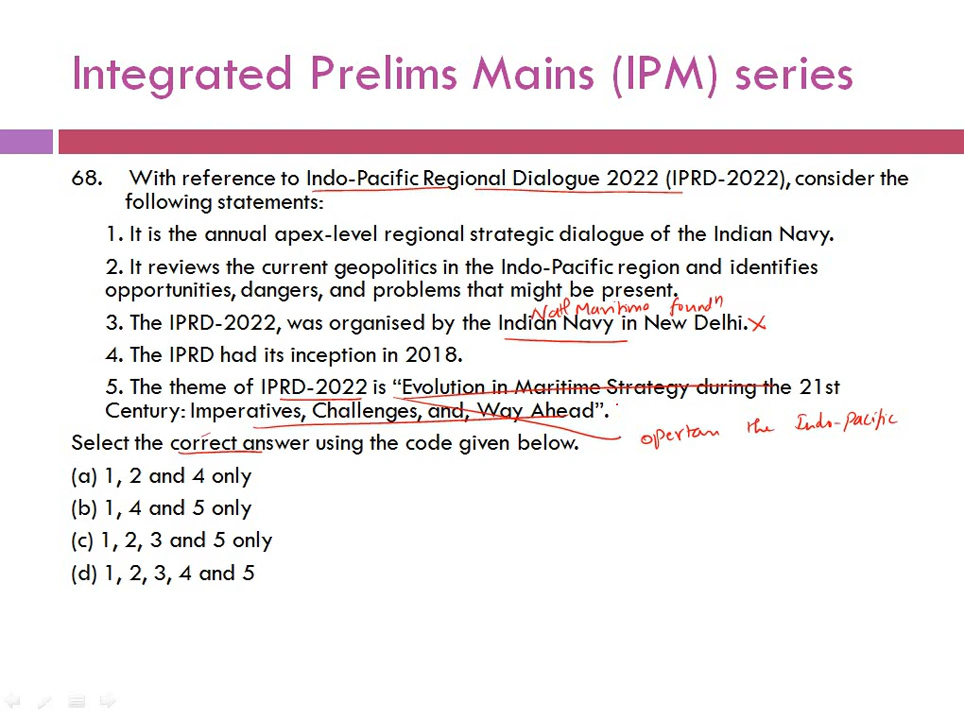 Integrated Prelims Mains (IPM) series
68. With reference to Indo-Pacific Regional Dialogue 2022 (IPRD-2022), consider the
following statements:
1. It is the annual apex-level regional strategic dialogue of the Indian Navy.
2. It reviews the current geopolitics in the Indo-Pacific region and identifies
opportunities, dangers, and problems that might be present.
Natl Maritime foundn
3. The IPRD-2022, was organised by the Indian Navy in New Delhi. X
4. The IPRD had its inception in 2018.
5. The theme of IPRD-2022 is “Evolution in Maritime Strategy during the 21st
Century: Imperatives, Challenges, and, Way Ahead”.
the Indo-Pacific
Select the correct answer using the code given below.
(a) 1, 2 and 4 only
(b) 1, 4 and 5 only
(c) 1, 2, 3 and 5 only
(d) 1, 2, 3, 4 and 5